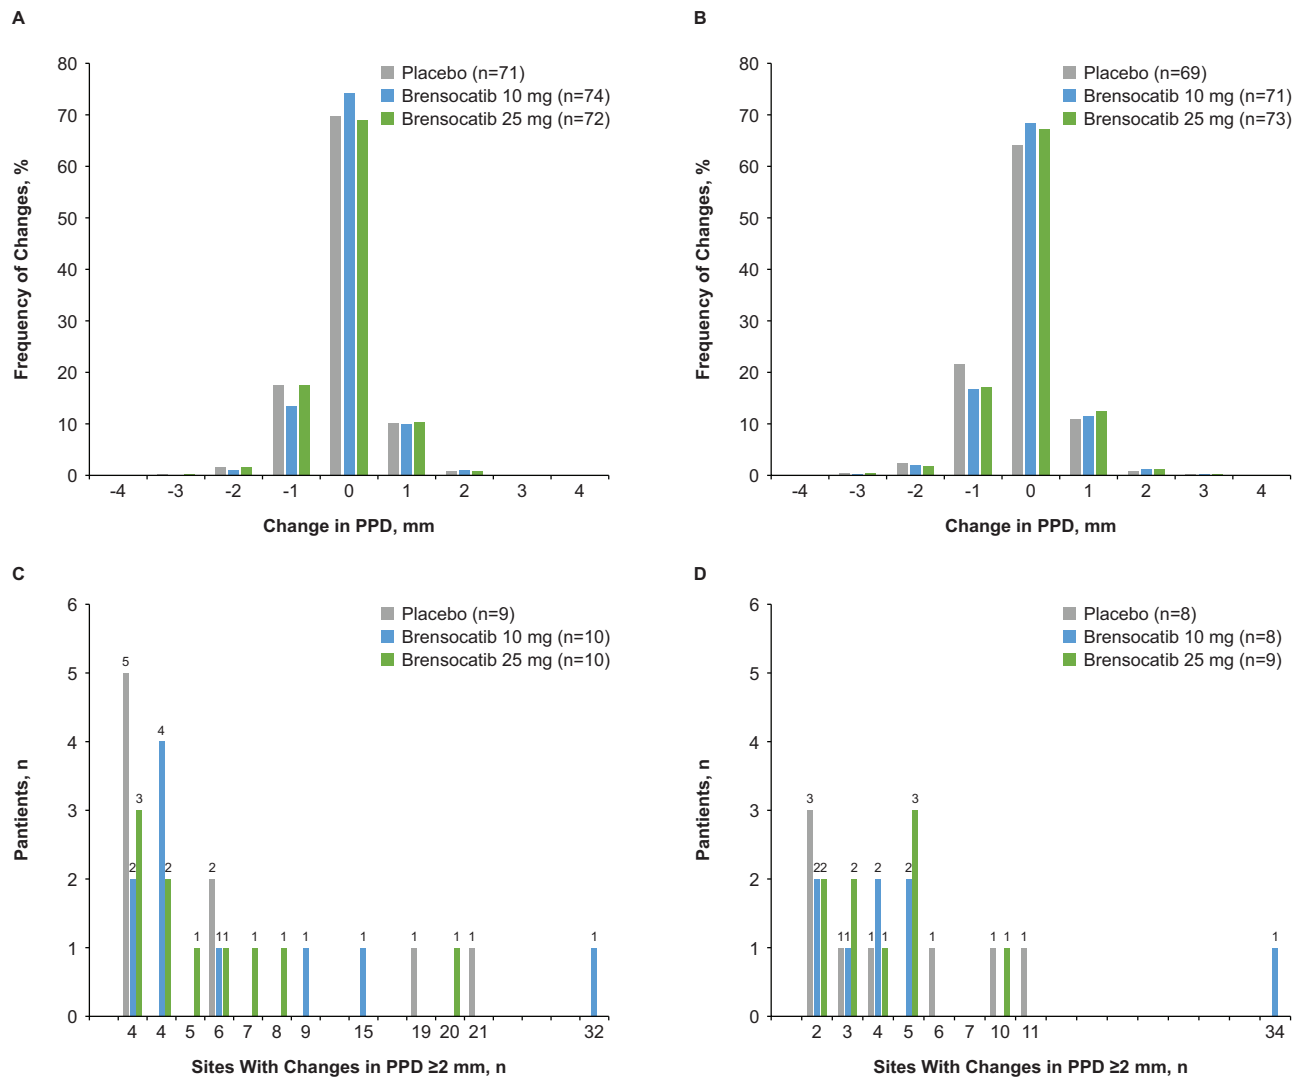 A
80
70
60
50
40
30
20
10
0
Frequency of Changes, %
Placebo (n=71)
Brensocatib 10 mg (n=74)
Brensocatib 25 mg (n=72)
-4 -3 -2 -1 0 1 2 3 4
Change in PPD, mm
B
80
70
60
50
40
30
20
10
0
Frequency of Changes, %
Placebo (n=69)
Brensocatib 10 mg (n=71)
Brensocatib 25 mg (n=73)
-4 -3 -2 -1 0 1 2 3 4
Change in PPD, mm
C
6
5
4
3
2
1
0
Pantients, n
Placebo (n=9)
Brensocatib 10 mg (n=10)
Brensocatib 25 mg (n=10)
5
4
3
2 2 2
1 1 1 1 1 1 1 1 1 1 1
4 4 5 6 7 8 9 15 19 20 21 32
Sites With Changes in PPD ≥2 mm, n
D
6
5
4
3
2
1
0
Pantients, n
Placebo (n=8)
Brensocatib 10 mg (n=8)
Brensocatib 25 mg (n=9)
3 3
2 2 2 2 2
1 1 1 1 1 1 1 1 1
2 3 4 5 6 7 10 11 34
Sites With Changes in PPD ≥2 mm, n